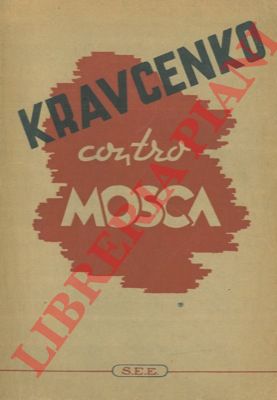 KRAVCENKO
contro
MOSCA
S.E.E.
LIBRERIA PIANI